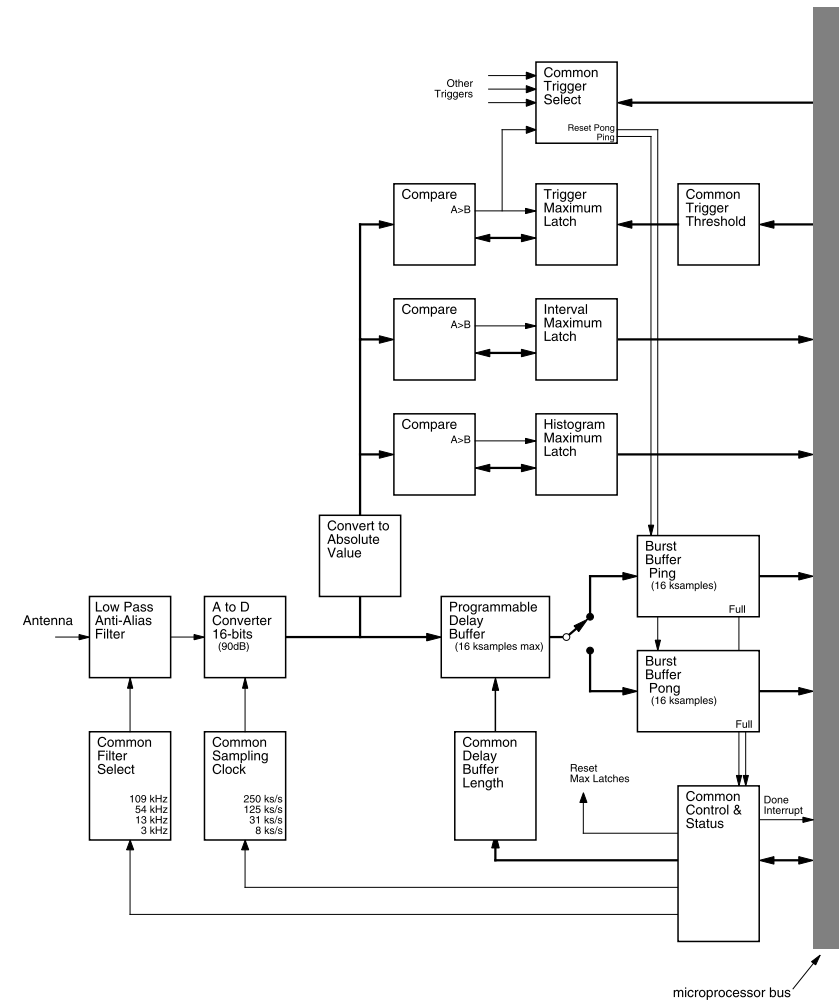 Common
Trigger
Select
Other
Triggers
Reset Pong
Ping
Compare
A>B
Trigger
Maximum
Latch
Common
Trigger
Threshold
Compare
A>B
Interval
Maximum
Latch
Compare
A>B
Histogram
Maximum
Latch
Convert to
Absolute
Value
Burst
Buffer
Ping
(16 ksamples)
Full
Antenna
Low Pass
Anti-Alias
Filter
A to D
Converter
16-bits
(90dB)
Programmable
Delay
Buffer
(16 ksamples max)
Burst
Buffer
Pong
(16 ksamples)
Full
Common
Filter
Select
109 kHz
54 kHz
13 kHz
3 kHz
Common
Sampling
Clock
250 ks/s
125 ks/s
31 ks/s
8 ks/s
Common
Delay
Buffer
Length
Reset
Max Latches
Common
Control &
Status
Done
Interrupt
microprocessor bus